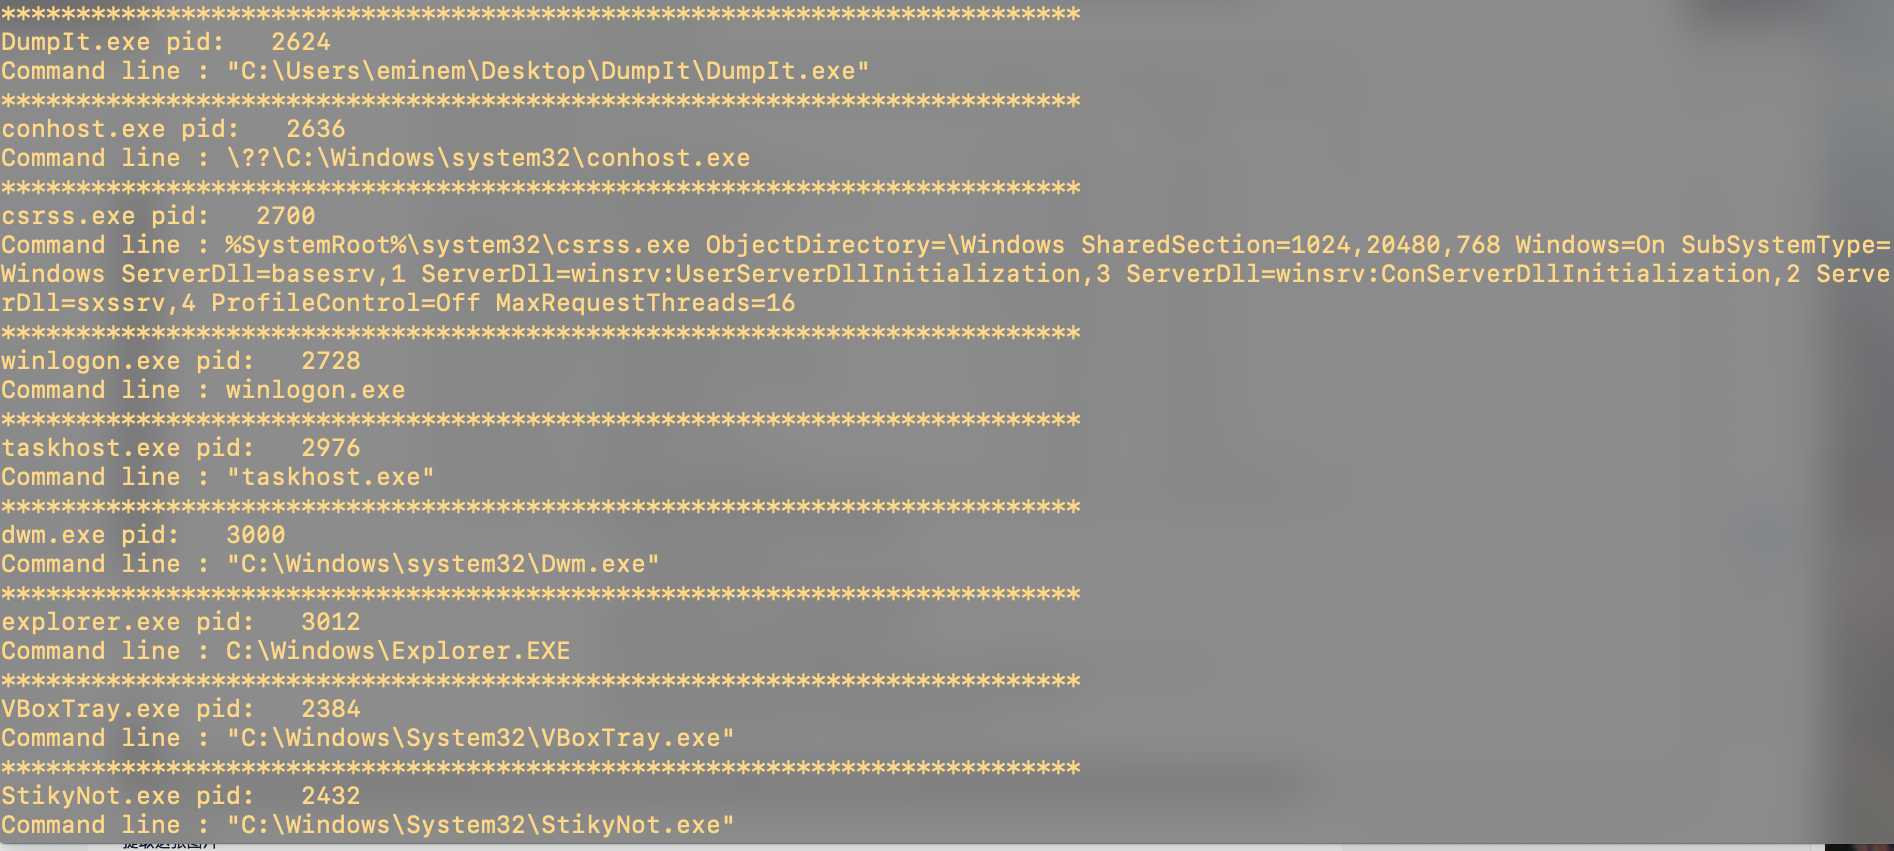 ************************************************************************
DumpIt.exe pid:   2624
Command line : "C:\Users\eminem\Desktop\DumpIt\DumpIt.exe"
************************************************************************
conhost.exe pid:   2636
Command line : \??\C:\Windows\system32\conhost.exe
************************************************************************
csrss.exe pid:   2700
Command line : %SystemRoot%\system32\csrss.exe ObjectDirectory=\Windows SharedSection=1024,20480,768 Windows=On SubSystemType=
Windows ServerDll=basesrv,1 ServerDll=winsrv:UserServerDllInitialization,3 ServerDll=winsrv:ConServerDllInitialization,2 Serve
rDll=sxssrv,4 ProfileControl=Off MaxRequestThreads=16
************************************************************************
winlogon.exe pid:   2728
Command line : winlogon.exe
************************************************************************
taskhost.exe pid:   2976
Command line : "taskhost.exe"
************************************************************************
dwm.exe pid:   3000
Command line : "C:\Windows\system32\Dwm.exe"
************************************************************************
explorer.exe pid:   3012
Command line : C:\Windows\Explorer.EXE
************************************************************************
VBoxTray.exe pid:   2384
Command line : "C:\Windows\System32\VBoxTray.exe"
************************************************************************
StikyNot.exe pid:   2432
Command line : "C:\Windows\System32\StikyNot.exe"